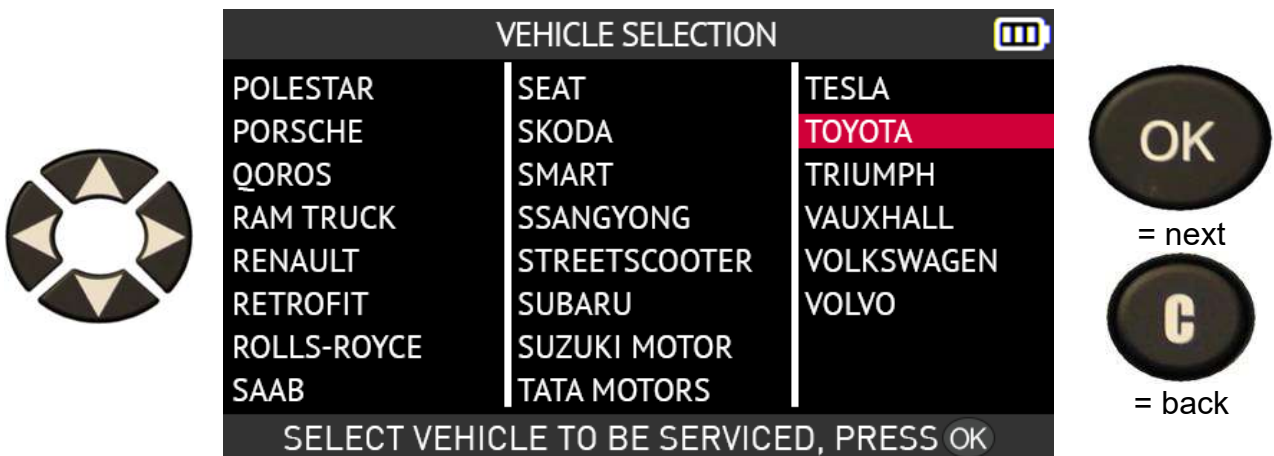 VEHICLE SELECTION
POLESTAR
PORSCHE
QOROS
RAM TRUCK
RENAULT
RETROFIT
ROLLS-ROYCE
SAAB
SEAT
SKODA
SMART
SSANGYONG
STREETSCOOTER
SUBARU
SUZUKI MOTOR
TATA MOTORS
TESLA
TOYOTA
TRIUMPH
VAUXHALL
VOLKSWAGEN
VOLVO
SELECT VEHICLE TO BE SERVICED, PRESS OK
OK
= next
C
= back